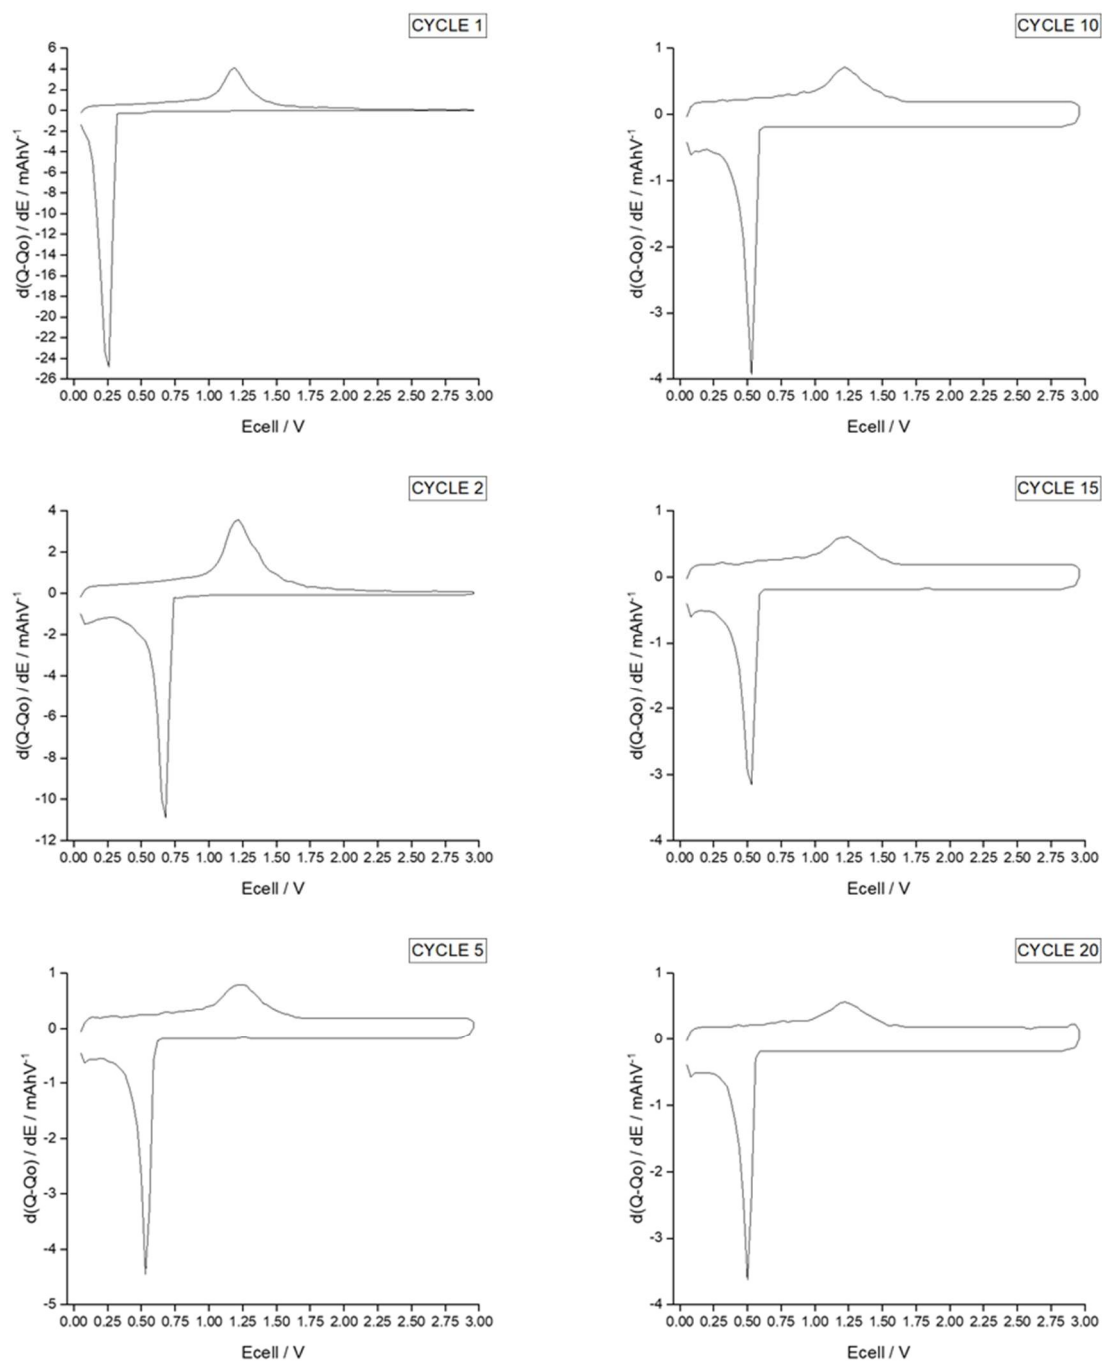 CYCLE 1
6
4
2
0
-2
-4
-6
-8
-10
-12
-14
-16
-18
-20
-22
-24
-26
d(Q-Qo) / dE / mAhV⁻¹
0.00 0.25 0.50 0.75 1.00 1.25 1.50 1.75 2.00 2.25 2.50 2.75 3.00
Ecell / V
CYCLE 10
1
0
-1
-2
-3
-4
d(Q-Qo) / dE / mAhV⁻¹
0.00 0.25 0.50 0.75 1.00 1.25 1.50 1.75 2.00 2.25 2.50 2.75 3.00
Ecell / V
CYCLE 2
4
2
0
-2
-4
-6
-8
-10
-12
d(Q-Qo) / dE / mAhV⁻¹
0.00 0.25 0.50 0.75 1.00 1.25 1.50 1.75 2.00 2.25 2.50 2.75 3.00
Ecell / V
CYCLE 15
1
0
-1
-2
-3
-4
d(Q-Qo) / dE / mAhV⁻¹
0.00 0.25 0.50 0.75 1.00 1.25 1.50 1.75 2.00 2.25 2.50 2.75 3.00
Ecell / V
CYCLE 5
1
0
-1
-2
-3
-4
-5
d(Q-Qo) / dE / mAhV⁻¹
0.00 0.25 0.50 0.75 1.00 1.25 1.50 1.75 2.00 2.25 2.50 2.75 3.00
Ecell / V
CYCLE 20
1
0
-1
-2
-3
-4
d(Q-Qo) / dE / mAhV⁻¹
0.00 0.25 0.50 0.75 1.00 1.25 1.50 1.75 2.00 2.25 2.50 2.75 3.00
Ecell / V